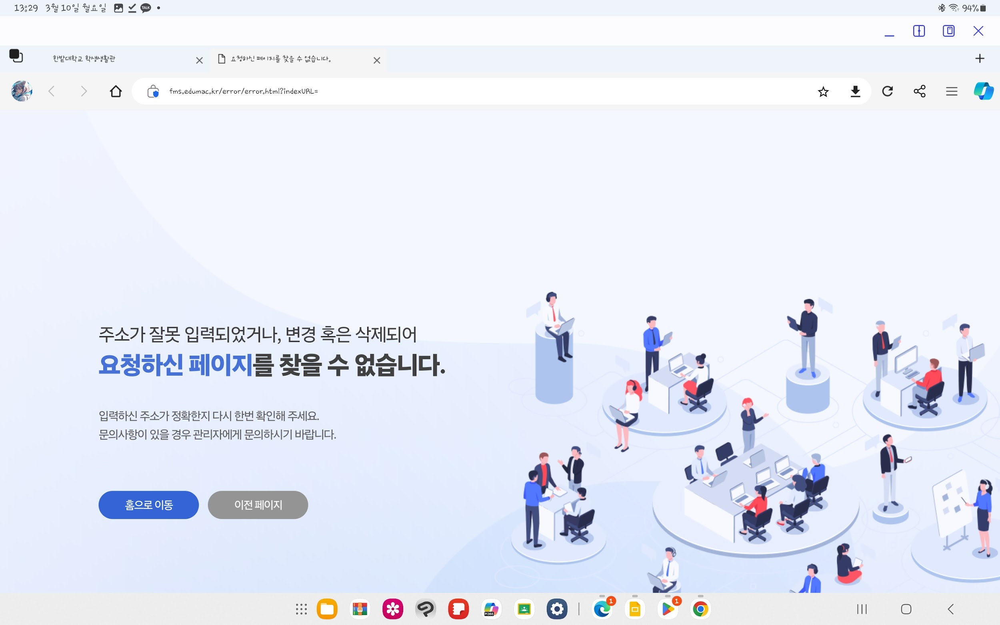 13:29 3월 10일 월요일 TALK 94%
한밭대학교 학생생활관 요청하신 페이지를 찾을 수 없습니다.
fms.edumac.kr/error/error.html?indexURL=
주소가 잘못 입력되었거나, 변경 혹은 삭제되어
요청하신 페이지를 찾을 수 없습니다.
입력하신 주소가 정확한지 다시 한번 확인해 주세요.
문의사항이 있을 경우 관리자에게 문의하시기 바랍니다.
홈으로 이동 이전 페이지
M365 1 1